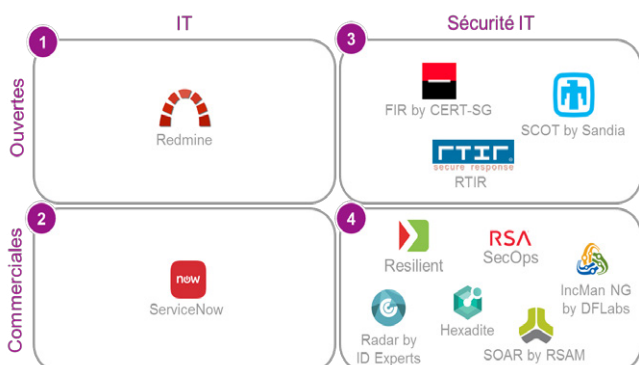 IT
Sécurité IT
Ouvertes
1
Redmine
3
FIR by CERT-SG
SCOT by Sandia
RTIR
secure response
RTIR
Commerciales
2
now
ServiceNow
4
Resilient
RSA
SecOps
IncMan NG
by DFLabs
Radar by
ID Experts
Hexadite
SOAR by RSAM